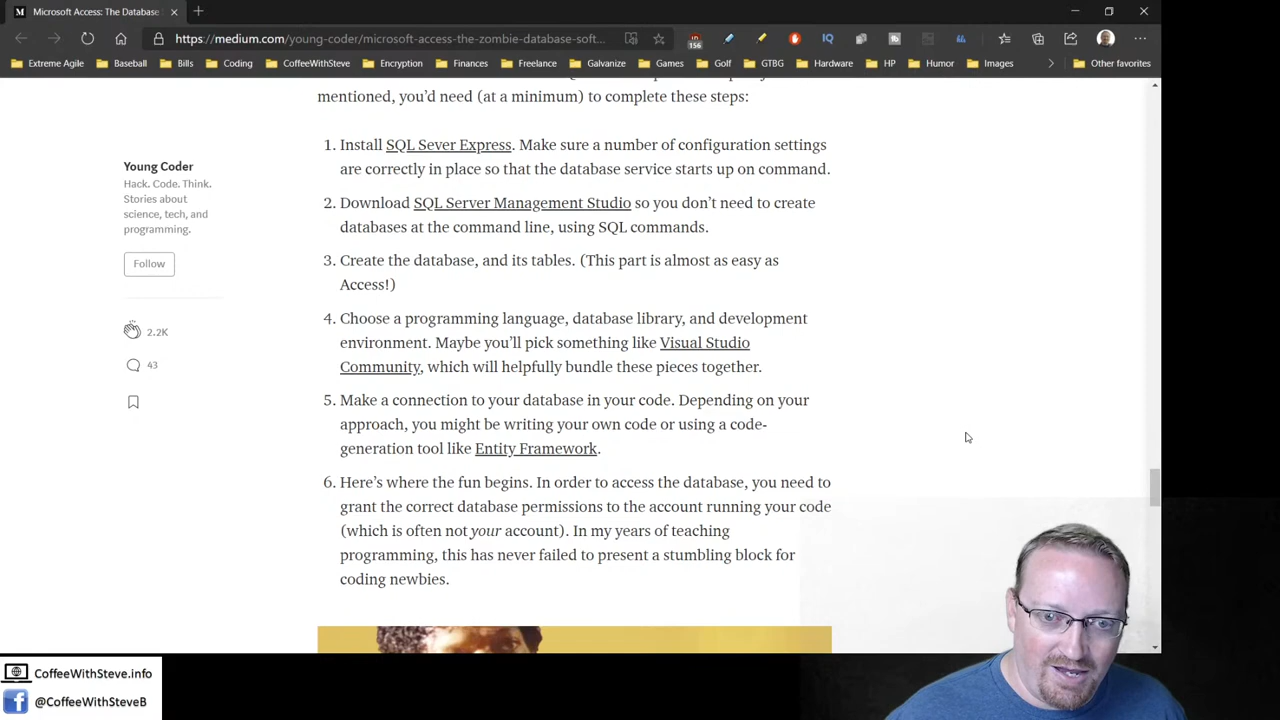 Microsoft Access: The Database
https://medium.com/young-coder/microsoft-access-the-zombie-database-soft...
156
IQ
Extreme Agile
Baseball
Bills
Coding
CoffeeWithSteve
Encryption
Finances
Freelance
Galvanize
Games
Golf
GTBG
Hardware
HP
Humor
Images
Other favorites
mentioned, you'd need (at a minimum) to complete these steps:
1. Install SQL Sever Express. Make sure a number of configuration settings
are correctly in place so that the database service starts up on command.
2. Download SQL Server Management Studio so you don't need to create
databases at the command line, using SQL commands.
3. Create the database, and its tables. (This part is almost as easy as
Access!)
4. Choose a programming language, database library, and development
environment. Maybe you'll pick something like Visual Studio
Community, which will helpfully bundle these pieces together.
5. Make a connection to your database in your code. Depending on your
approach, you might be writing your own code or using a code-
generation tool like Entity Framework.
6. Here's where the fun begins. In order to access the database, you need to
grant the correct database permissions to the account running your code
(which is often not your account). In my years of teaching
programming, this has never failed to present a stumbling block for
coding newbies.
Young Coder
Hack. Code. Think.
Stories about
science, tech, and
programming.
Follow
2.2K
43
CoffeeWithSteve.info
@CoffeeWithSteveB